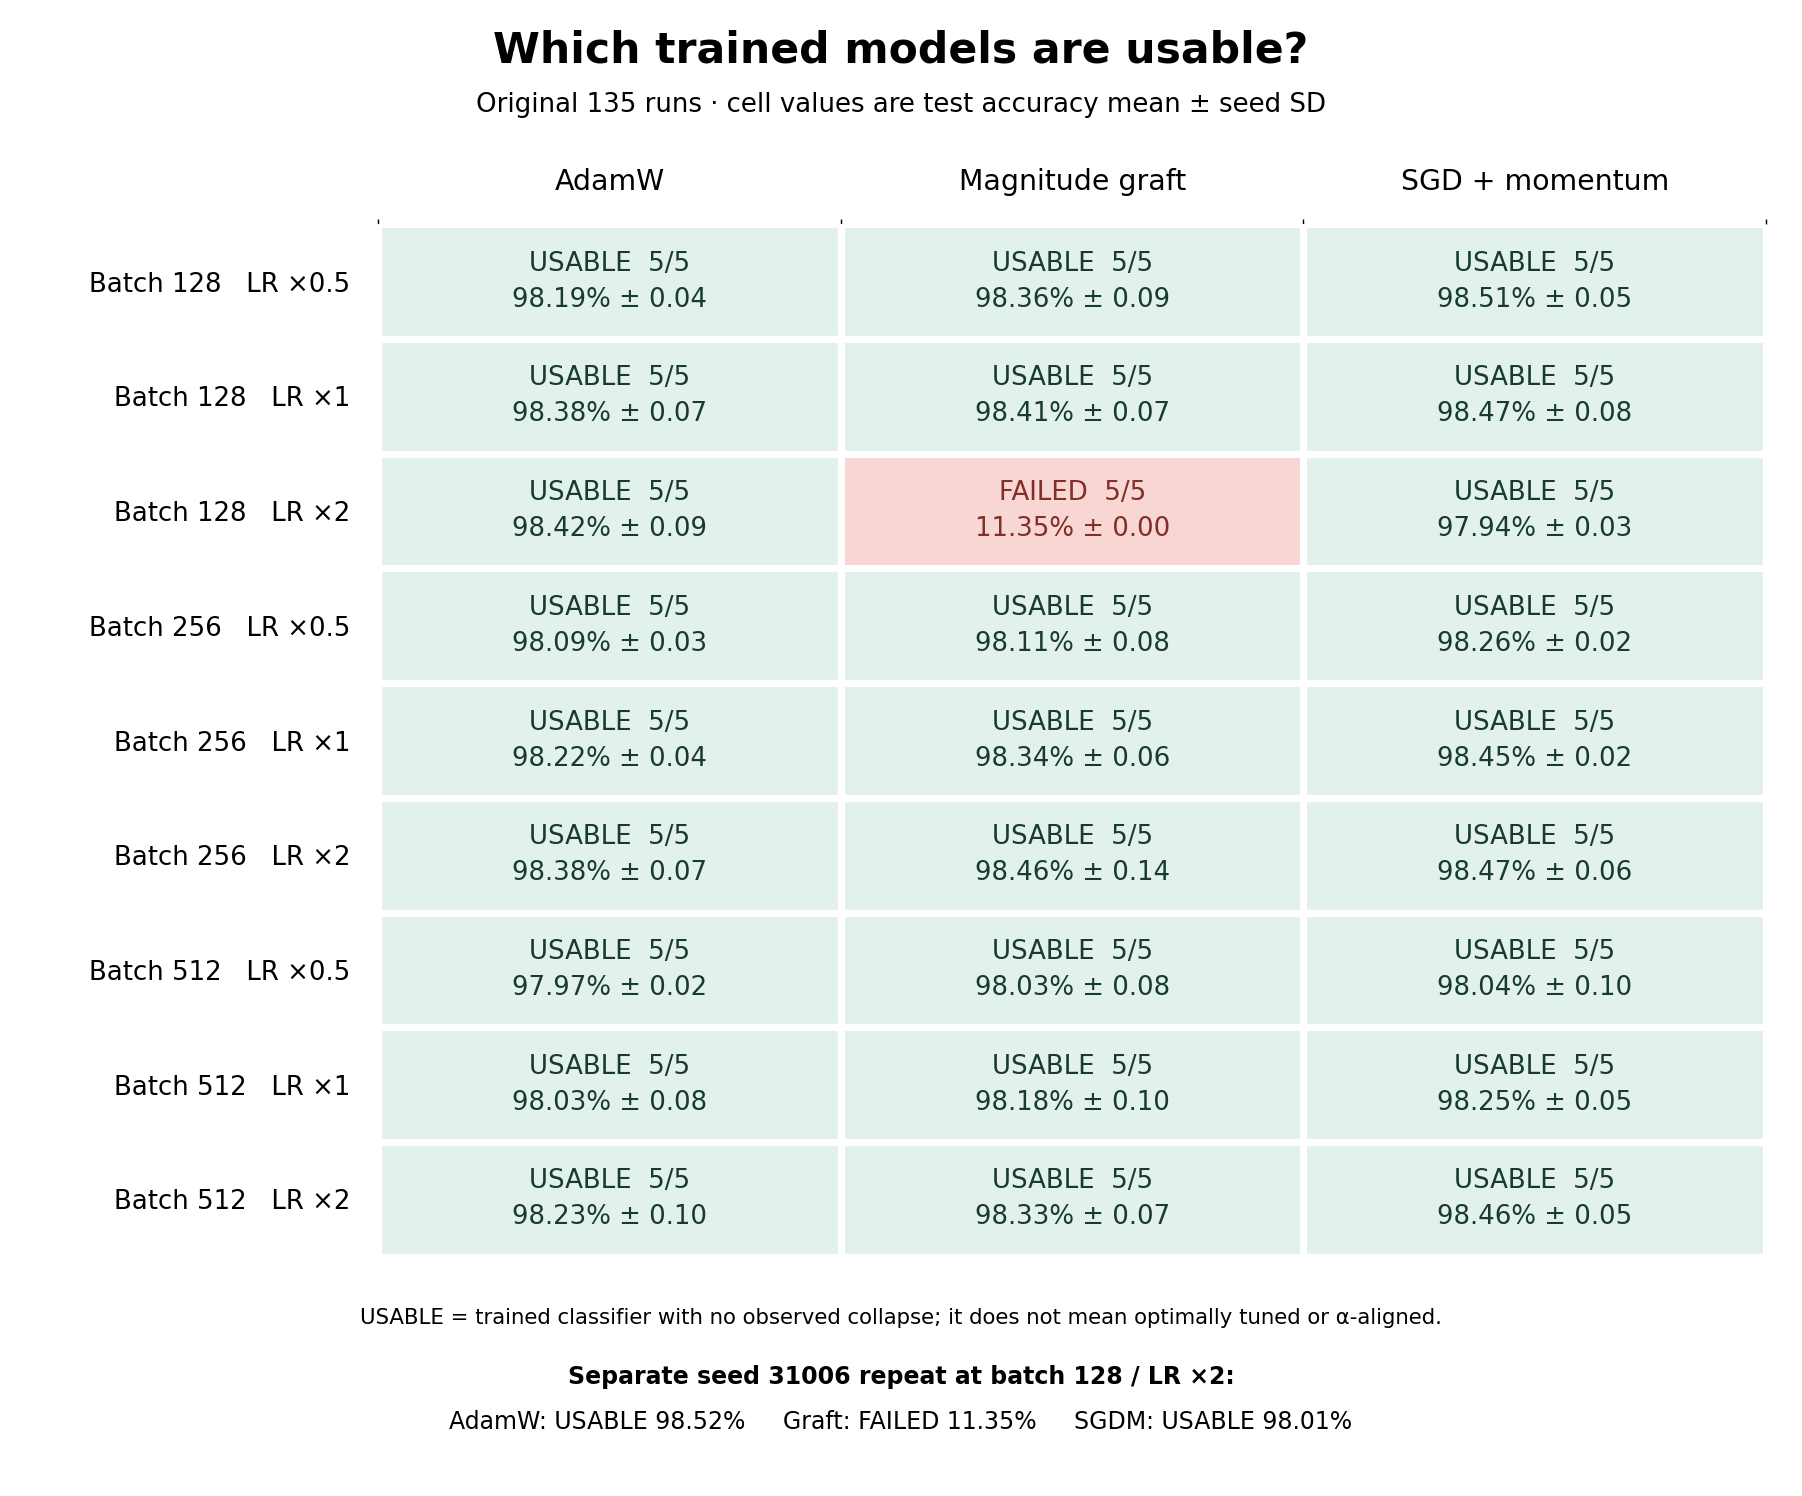 Which trained models are usable?
Original 135 runs · cell values are test accuracy mean ± seed SD
AdamW Magnitude graft SGD + momentum
Batch 128 LR ×0.5
USABLE 5/5 USABLE 5/5 USABLE 5/5
98.19% ± 0.04 98.36% ± 0.09 98.51% ± 0.05
Batch 128 LR ×1
USABLE 5/5 USABLE 5/5 USABLE 5/5
98.38% ± 0.07 98.41% ± 0.07 98.47% ± 0.08
Batch 128 LR ×2
USABLE 5/5 FAILED 5/5 USABLE 5/5
98.42% ± 0.09 11.35% ± 0.00 97.94% ± 0.03
Batch 256 LR ×0.5
USABLE 5/5 USABLE 5/5 USABLE 5/5
98.09% ± 0.03 98.11% ± 0.08 98.26% ± 0.02
Batch 256 LR ×1
USABLE 5/5 USABLE 5/5 USABLE 5/5
98.22% ± 0.04 98.34% ± 0.06 98.45% ± 0.02
Batch 256 LR ×2
USABLE 5/5 USABLE 5/5 USABLE 5/5
98.38% ± 0.07 98.46% ± 0.14 98.47% ± 0.06
Batch 512 LR ×0.5
USABLE 5/5 USABLE 5/5 USABLE 5/5
97.97% ± 0.02 98.03% ± 0.08 98.04% ± 0.10
Batch 512 LR ×1
USABLE 5/5 USABLE 5/5 USABLE 5/5
98.03% ± 0.08 98.18% ± 0.10 98.25% ± 0.05
Batch 512 LR ×2
USABLE 5/5 USABLE 5/5 USABLE 5/5
98.23% ± 0.10 98.33% ± 0.07 98.46% ± 0.05
USABLE = trained classifier with no observed collapse; it does not mean optimally tuned or α-aligned.
Separate seed 31006 repeat at batch 128 / LR ×2:
AdamW: USABLE 98.52% Graft: FAILED 11.35% SGDM: USABLE 98.01%